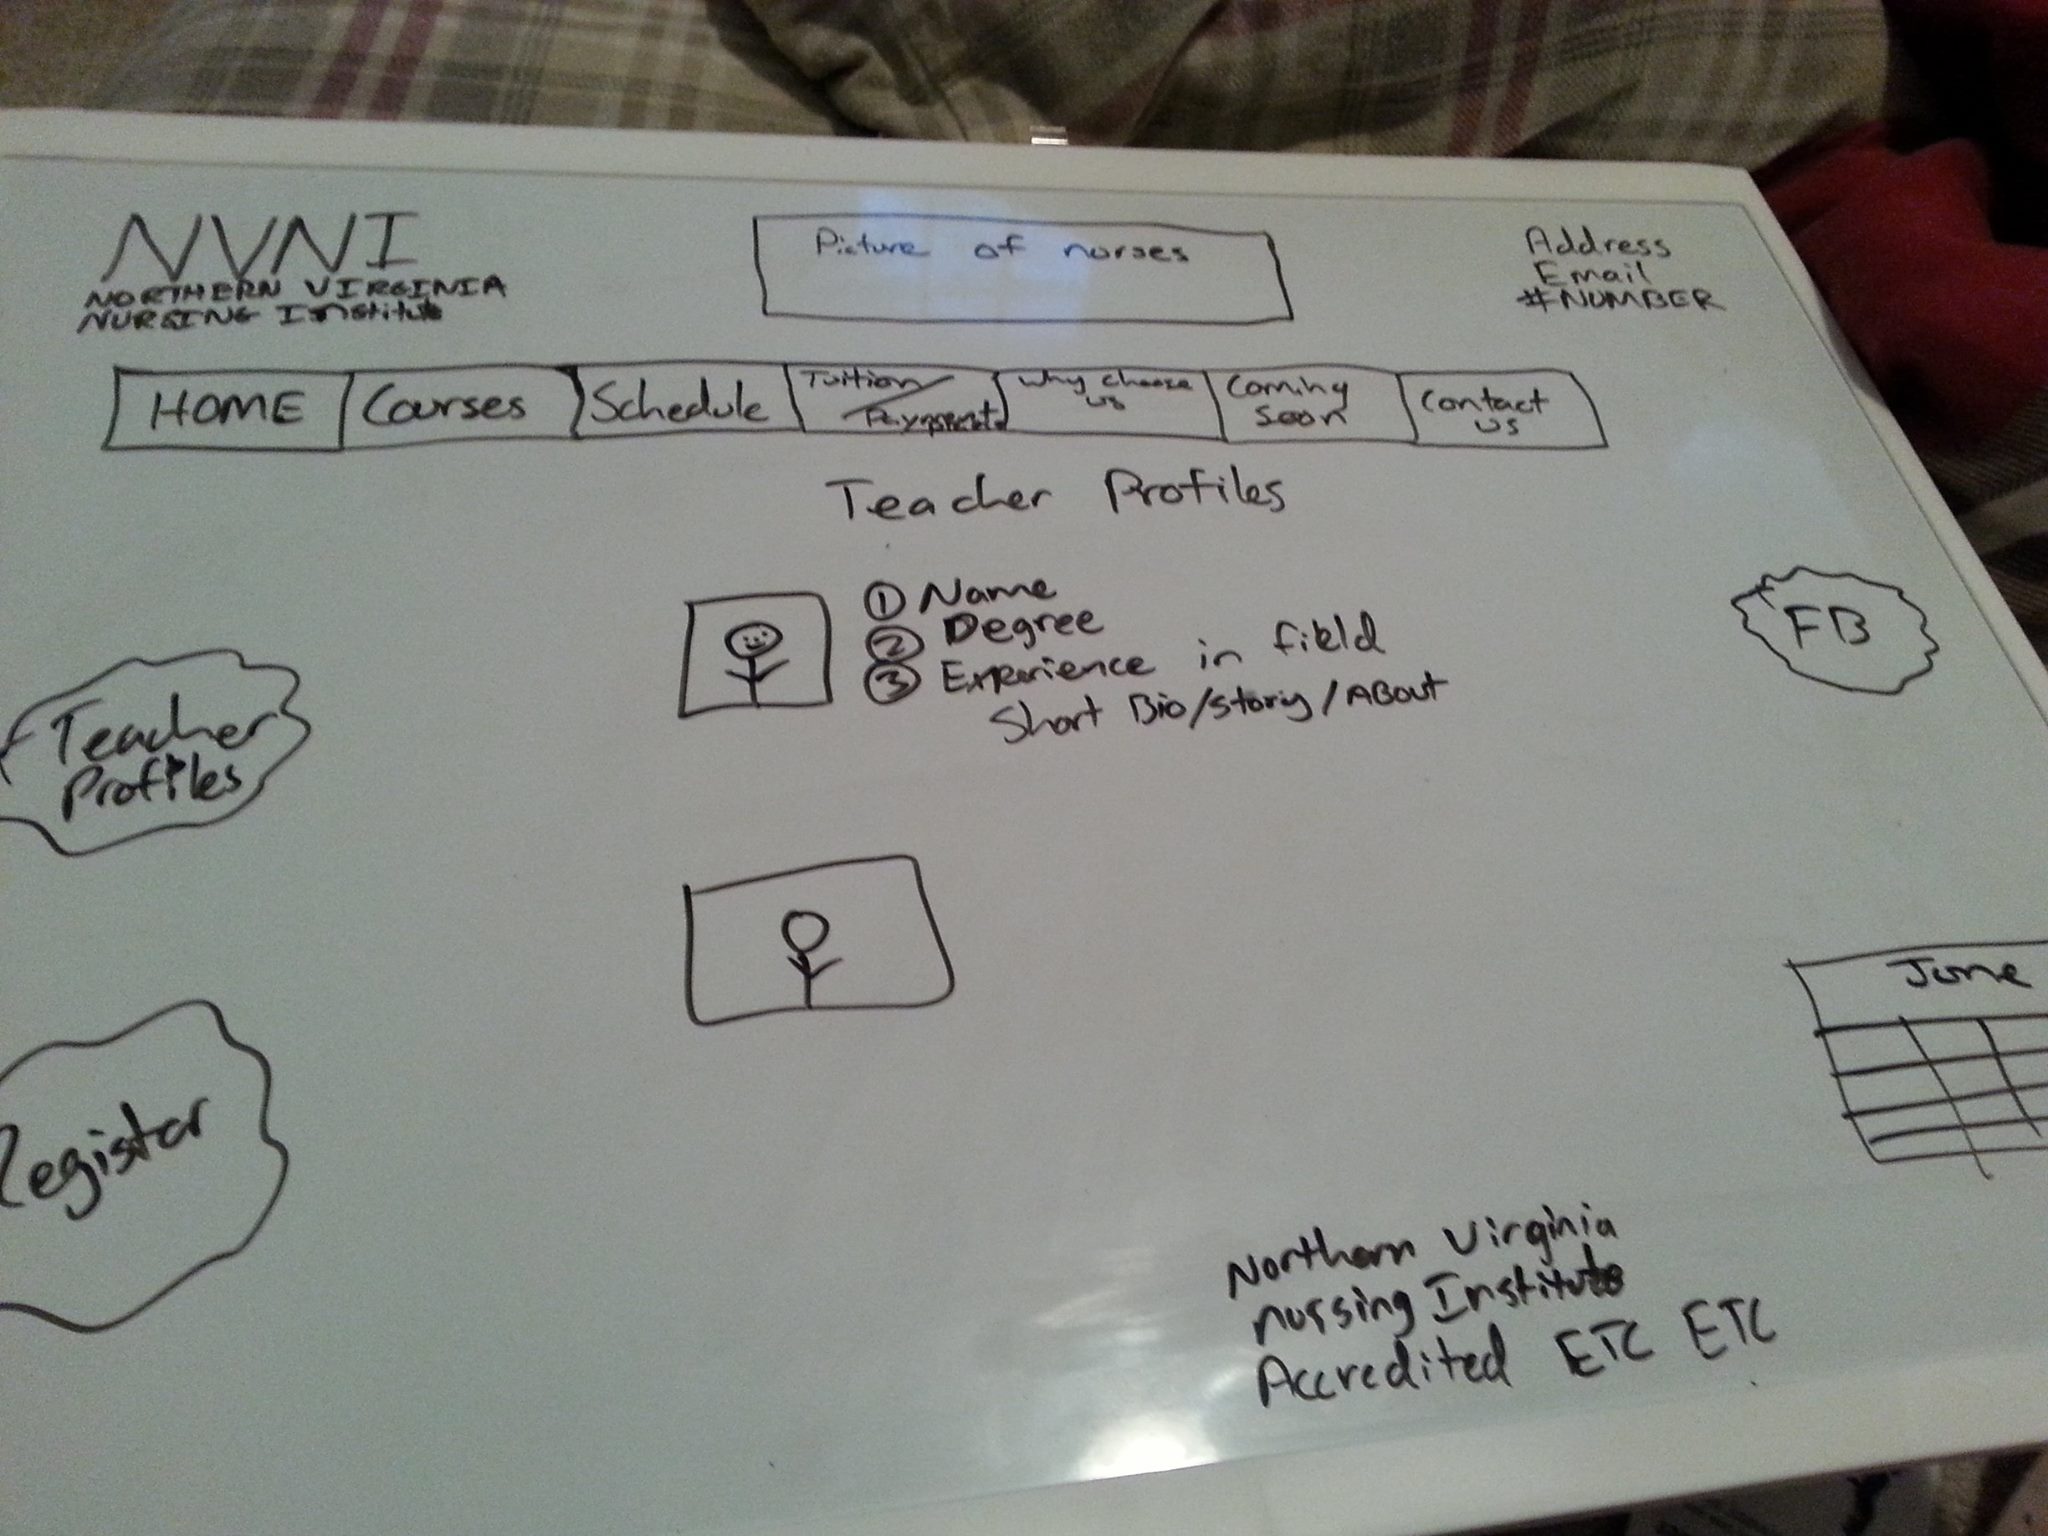 NVNI
NORTHERN VIRGINIA
NURSING Institute
Picture of nurses
Address
Email
#NUMBER
HOME
Courses
Schedule
Tuition/
Payment
Why choose
us
Coming
soon
Contact
us
Teacher Profiles
① Name
② Degree
③ Experience in field
Short Bio/story/ABout
FB
Teacher
Profiles
Register
June
Northern Virginia
nursing Institute
Accredited ETC ETC